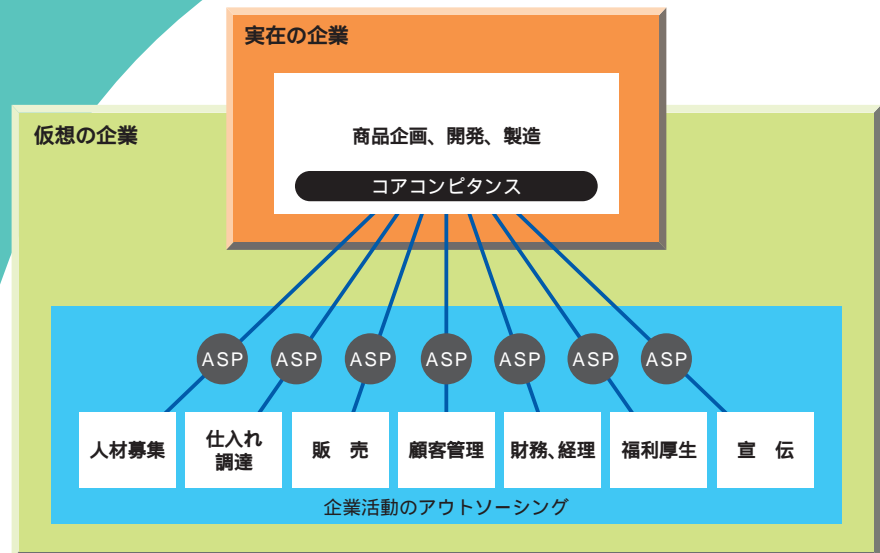 実在の企業
仮想の企業
商品企画、開発、製造
コアコンピタンス
ASP ASP ASP ASP ASP ASP ASP
人材募集
仕入れ
調達
販 売
顧客管理
財務、経理
福利厚生
宣 伝
企業活動のアウトソーシング